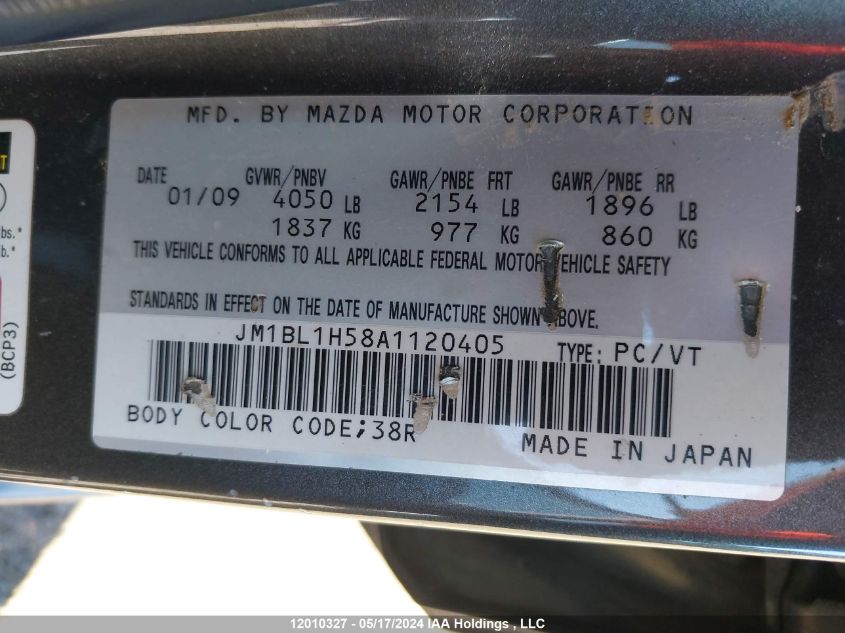 MFD. BY MAZDA MOTOR CORPORATION
DATE GVWR/PNBV GAWR/PNBE FRT GAWR/PNBE RR
01/09 4050 LB 2154 LB 1896 LB
1837 KG 977 KG 860 KG
THIS VEHICLE CONFORMS TO ALL APPLICABLE FEDERAL MOTOR VEHICLE SAFETY
STANDARDS IN EFFECT ON THE DATE OF MANUFACTURE SHOWN ABOVE.
JM1BL1H58A1120405 TYPE: PC/VT
BODY COLOR CODE;38R
MADE IN JAPAN
lbs.*
lb.*
(BCP3)
12010327 - 05/17/2024 IAA Holdings , LLC